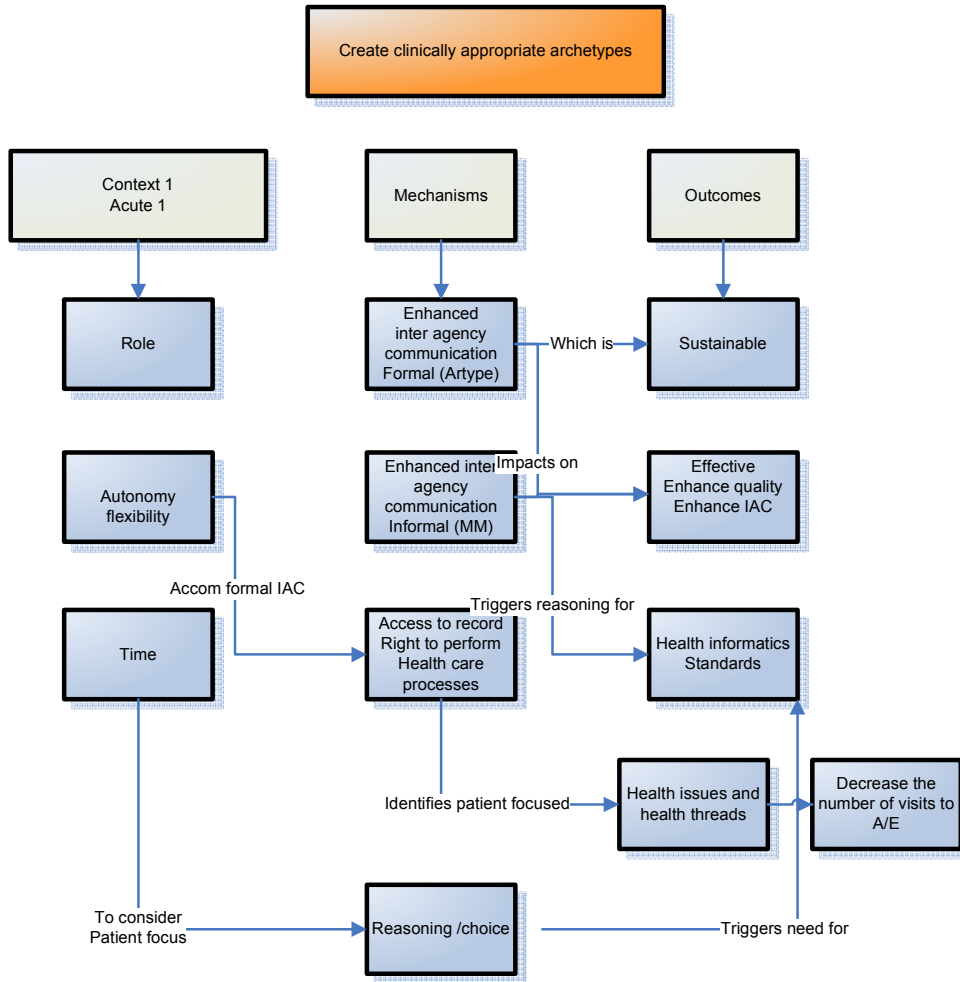 Create clinically appropriate archetypes
Context 1
Acute 1
Mechanisms
Outcomes
Role
Enhanced
inter agency
communication
Formal (Artype)
Which is
Sustainable
Autonomy
flexibility
Enhanced inter
agency
communication
Informal (MM)
Impacts on
Effective
Enhance quality
Enhance IAC
Accom formal IAC
Triggers reasoning for
Time
Access to record
Right to perform
Health care
processes
Health informatics
Standards
Identifies patient focused
Health issues and
health threads
Decrease the
number of visits to
A/E
To consider
Patient focus
Reasoning /choice
Triggers need for